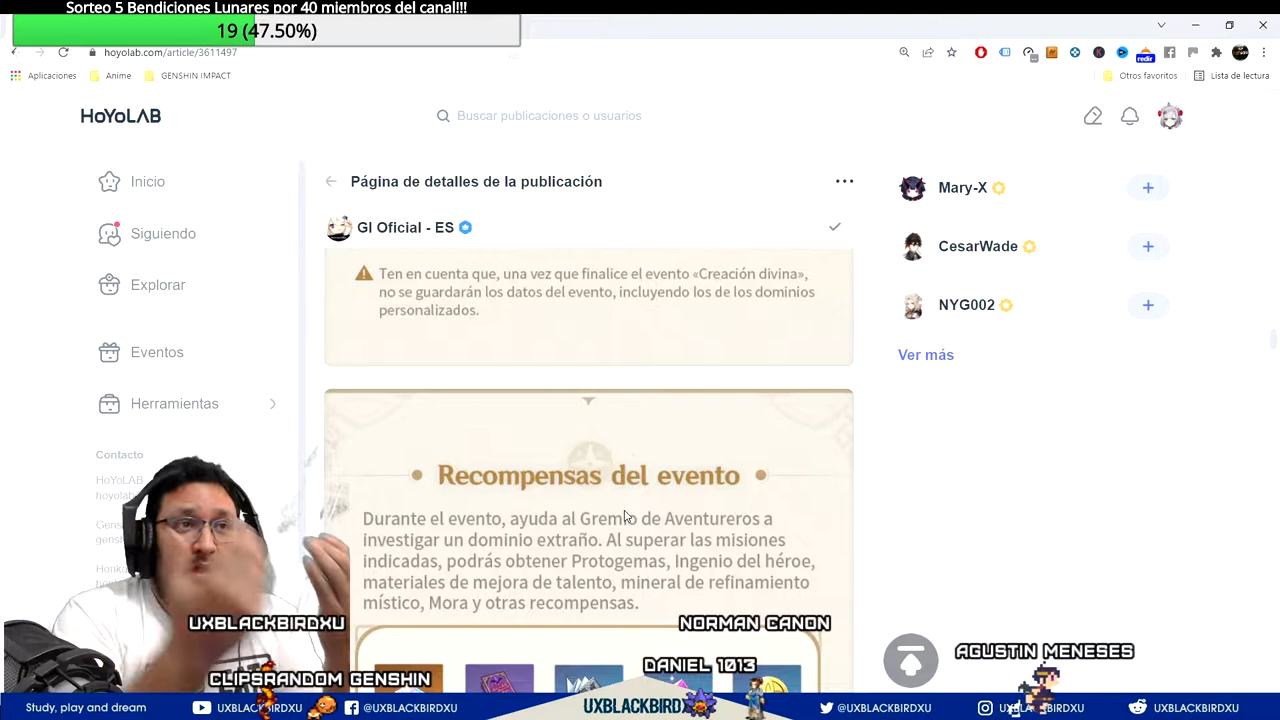 Sorteo 5 Bendiciones Lunares por 40 miembros del canal!!!
19 (47.50%)
hoyolab.com/article/3611497
Aplicaciones
Anime
GENSHIN IMPACT
Otros favoritos
Lista de lectura
HoYoLAB
Buscar publicaciones o usuarios
Inicio
Siguiendo
Explorar
Eventos
Herramientas
Contacto
HoYoLAB
hoyolab
Página de detalles de la publicación
GI Oficial - ES
Ten en cuenta que, una vez que finalice el evento «Creación divina»,
no se guardarán los datos del evento, incluyendo los de los dominios
personalizados.
Recompensas del evento
Durante el evento, ayuda al Gremio de Aventureros a
investigar un dominio extraño. Al superar las misiones
indicadas, podrás obtener Protogemas, Ingenio del héroe,
materiales de mejora de talento, mineral de refinamiento
místico, Mora y otras recompensas.
Mary-X
CesarWade
NYG002
Ver más
redir
UXBLACKBIRDXU
NORMAN CANON
AGUSTIN MENESES
DANIEL 1013
CLIPSRANDOM GENSHIN
Study, play and dream
UXBLACKBIRDXU
@UXBLACKBIRDXU
@UXBLACKBIRDXU
UXBLACKBIRDXU
UXBLACKBIRDXU